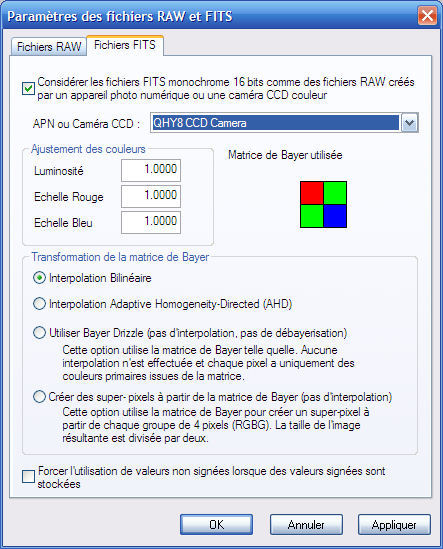 Paramètres des fichiers RAW et FITS
Fichiers RAW
Fichiers FITS
Considérer les fichiers FITS monochrome 16 bits comme des fichiers RAW créés
par un appareil photo numérique ou une caméra CCD couleur
APN ou Caméra CCD :
QHY8 CCD Camera
Ajustement des couleurs
Luminosité
1.0000
Echelle Rouge
1.0000
Echelle Bleu
1.0000
Matrice de Bayer utilisée
Transformation de la matrice de Bayer
Interpolation Bilinéaire
Interpolation Adaptive Homogeneity-Directed (AHD)
Utiliser Bayer Drizzle (pas d'interpolation, pas de débayerisation)
Cette option utilise la matrice de Bayer telle quelle. Aucune
interpolation n'est effectuée et chaque pixel a uniquement des
couleurs primaires issues de la matrice.
Créer des super- pixels à partir de la matrice de Bayer (pas d'interpolation)
Cette option utilise la matrice de Bayer pour créer un super-pixel à
partir de chaque groupe de 4 pixels (RGBG). La taille de l'image
résultante est divisée par deux.
Forcer l'utilisation de valeurs non signées lorsque des valeurs signées sont
stockées
OK
Annuler
Appliquer